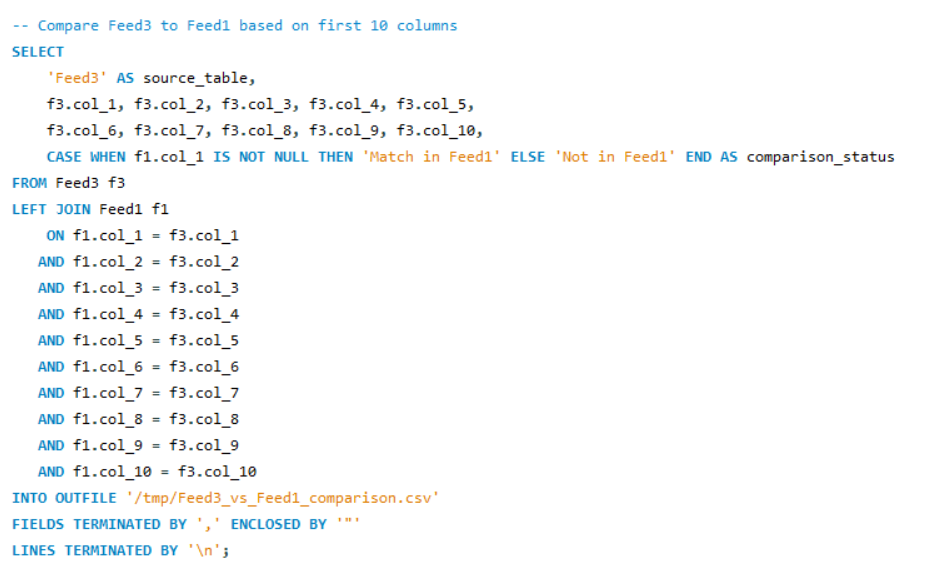 -- Compare Feed3 to Feed1 based on first 10 columns
SELECT
    'Feed3' AS source_table,
    f3.col_1, f3.col_2, f3.col_3, f3.col_4, f3.col_5,
    f3.col_6, f3.col_7, f3.col_8, f3.col_9, f3.col_10,
    CASE WHEN f1.col_1 IS NOT NULL THEN 'Match in Feed1' ELSE 'Not in Feed1' END AS comparison_status
FROM Feed3 f3
LEFT JOIN Feed1 f1
    ON f1.col_1 = f3.col_1
   AND f1.col_2 = f3.col_2
   AND f1.col_3 = f3.col_3
   AND f1.col_4 = f3.col_4
   AND f1.col_5 = f3.col_5
   AND f1.col_6 = f3.col_6
   AND f1.col_7 = f3.col_7
   AND f1.col_8 = f3.col_8
   AND f1.col_9 = f3.col_9
   AND f1.col_10 = f3.col_10
INTO OUTFILE '/tmp/Feed3_vs_Feed1_comparison.csv'
FIELDS TERMINATED BY ',' ENCLOSED BY '"'
LINES TERMINATED BY '\n';